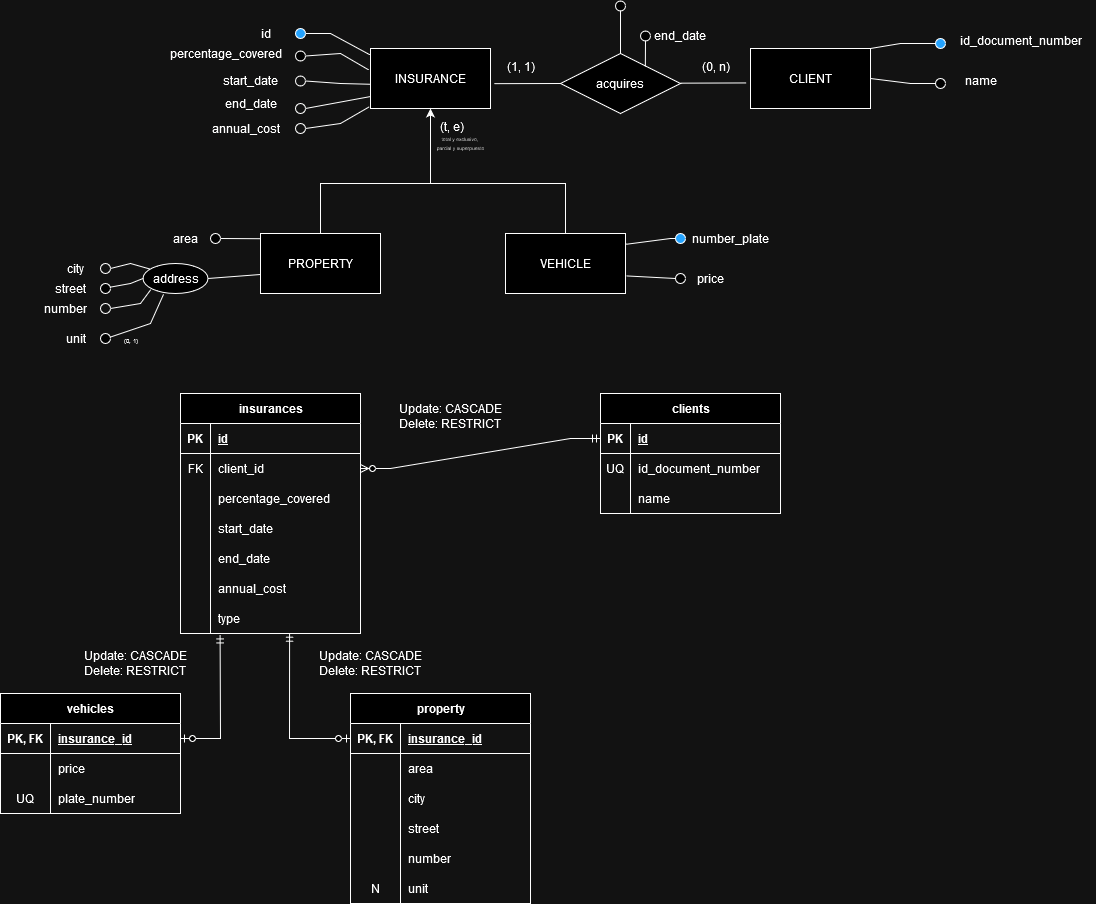 id
percentage_covered
start_date
end_date
annual_cost
INSURANCE
(1, 1)
end_date
acquires
(0, n)
CLIENT
id_document_number
name
(t, e)
total y exclusivo,
parcial y superpuesto
area
city
street
number
unit
(0, 1)
address
PROPERTY
VEHICLE
number_plate
price
insurances
PK id
FK client_id
percentage_covered
start_date
end_date
annual_cost
type
Update: CASCADE
Delete: RESTRICT
clients
PK id
UQ id_document_number
name
Update: CASCADE
Delete: RESTRICT
Update: CASCADE
Delete: RESTRICT
vehicles
PK, FK insurance_id
price
UQ plate_number
property
PK, FK insurance_id
area
city
street
number
N unit